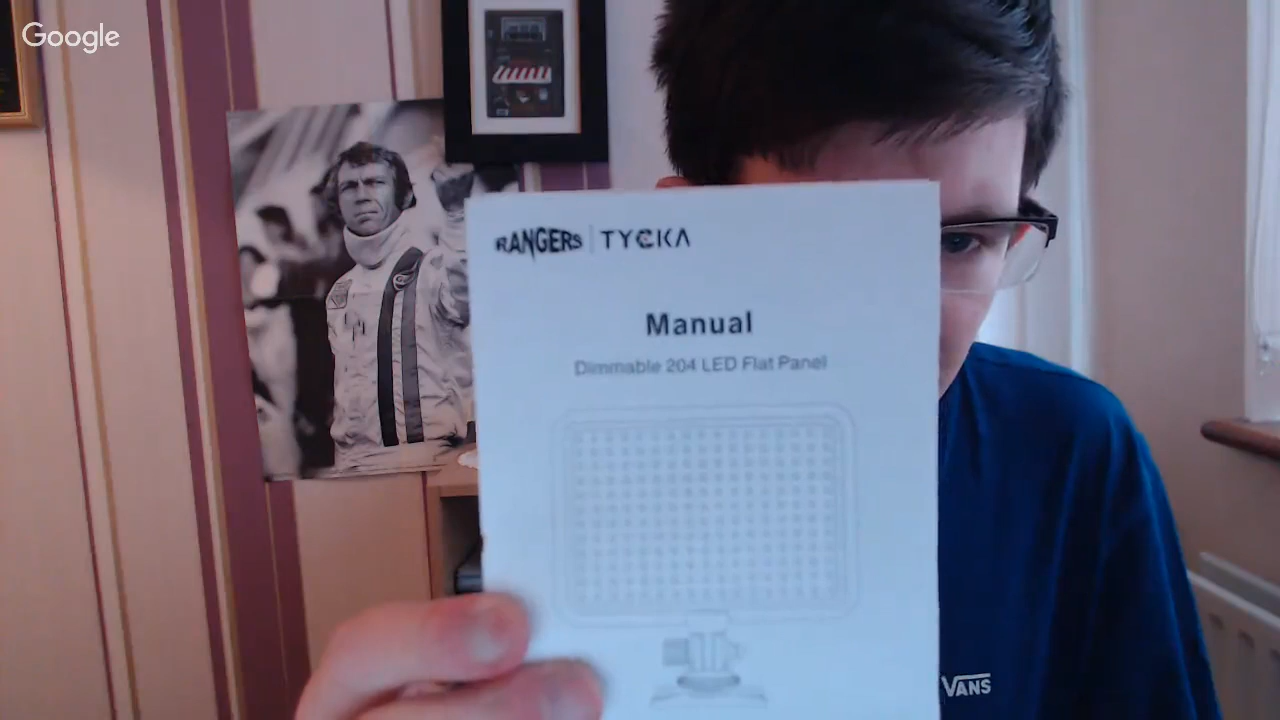 Google
RANGERS | TYCKA
Manual
Dimmable 204 LED Flat Panel
VANS